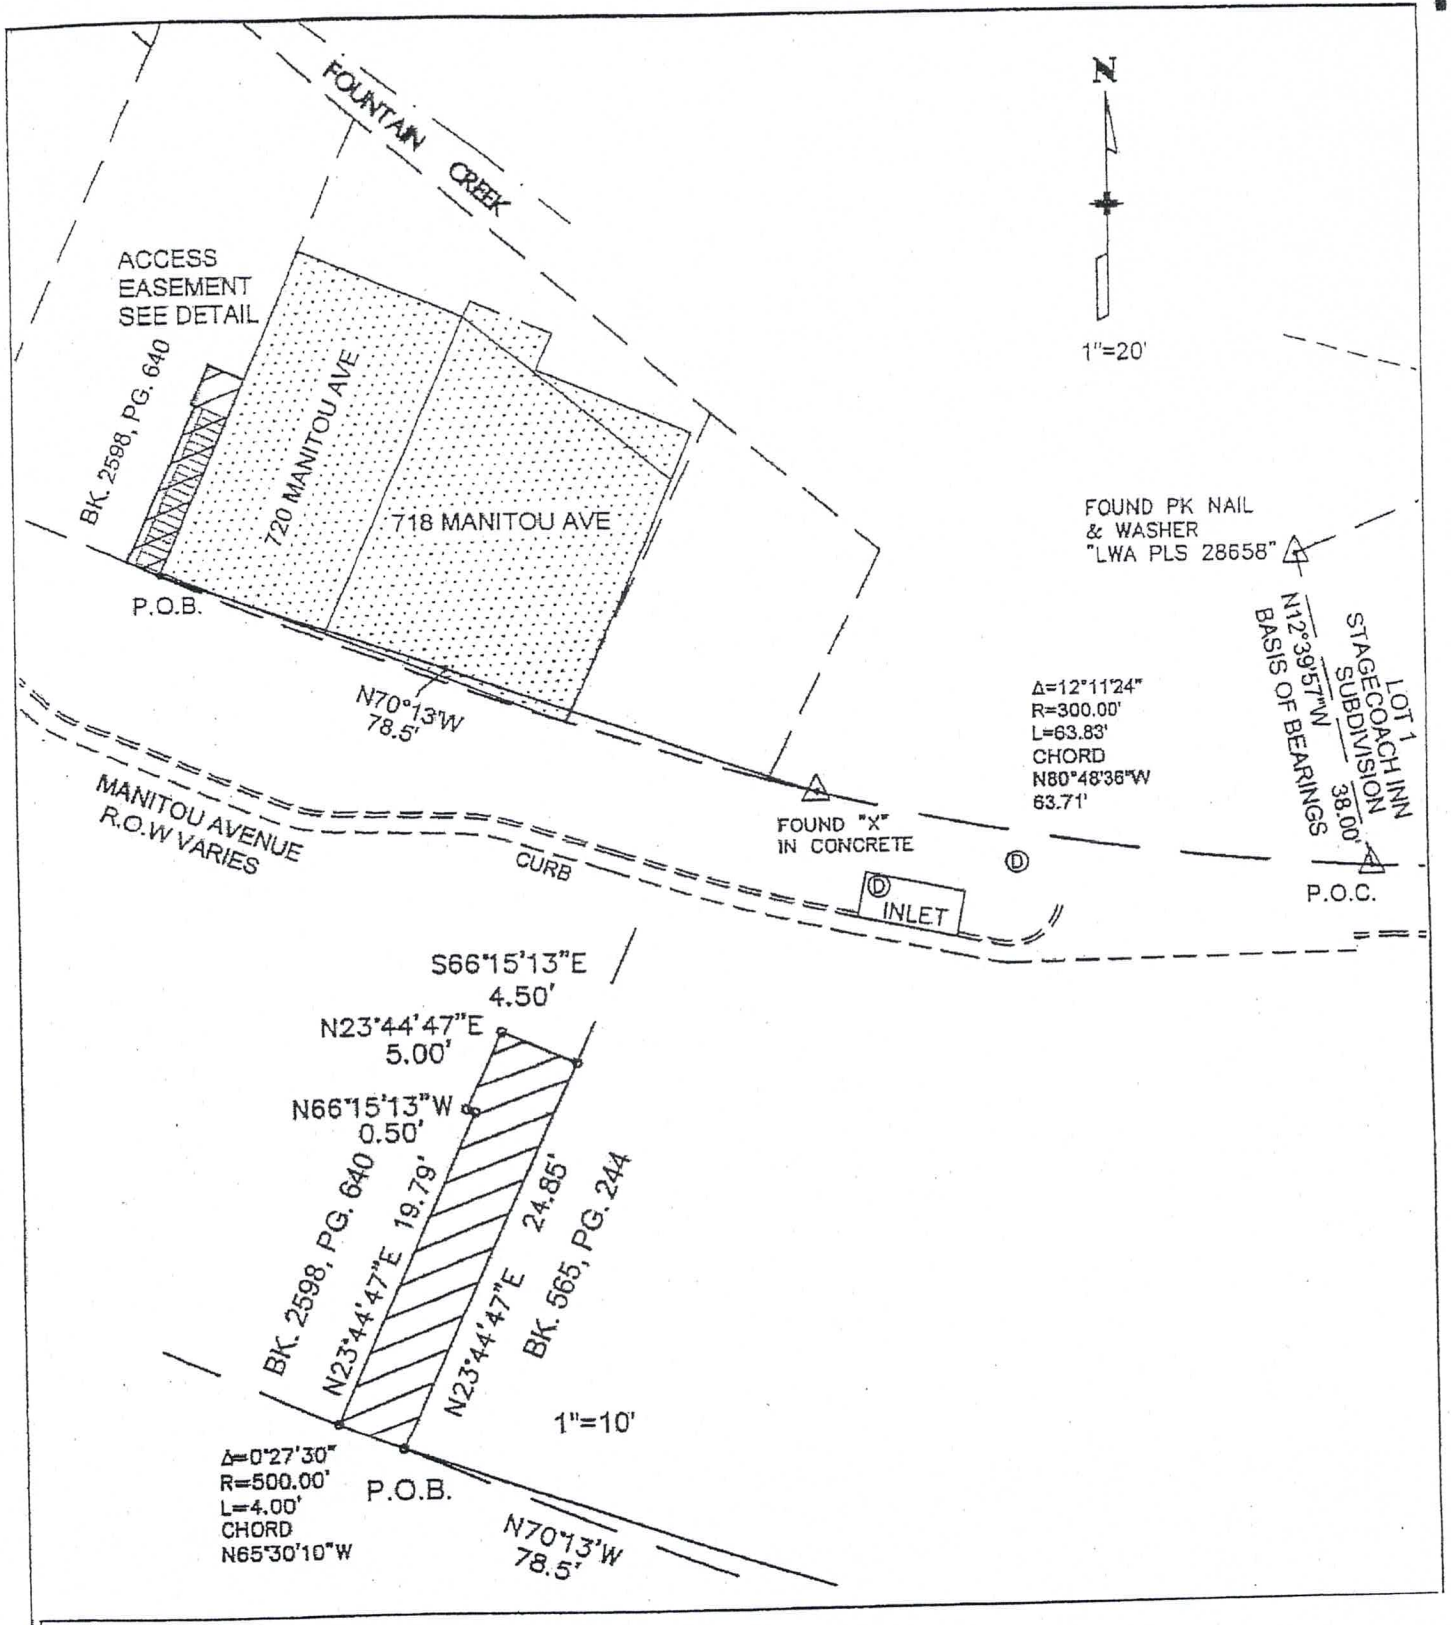 N
1"=20'
FOUNTAIN CREEK
ACCESS
EASEMENT
SEE DETAIL
BK. 2598, PG. 640
720 MANITOU AVE
718 MANITOU AVE
P.O.B.
N70°13'W
78.5'
FOUND PK NAIL
& WASHER
"LWA PLS 28658"
LOT 1
STAGECOACH INN
SUBDIVISION
N12°39'57"W 38.00'
BASIS OF BEARINGS
Δ=12°11'24"
R=300.00'
L=63.83'
CHORD
N80°48'36"W
63.71'
MANITOU AVENUE
R.O.W VARIES
CURB
FOUND "X"
IN CONCRETE
D
D
INLET
P.O.C.
S66°15'13"E
4.50'
N23°44'47"E
5.00'
N66°15'13"W
0.50'
BK. 2598, PG. 640
N23°44'47"E 19.79'
N23°44'47"E 24.85'
BK. 565, PG. 244
1"=10'
Δ=0°27'30"
R=500.00'
L=4.00'
CHORD
N65°30'10"W
P.O.B.
N70°13'W
78.5'